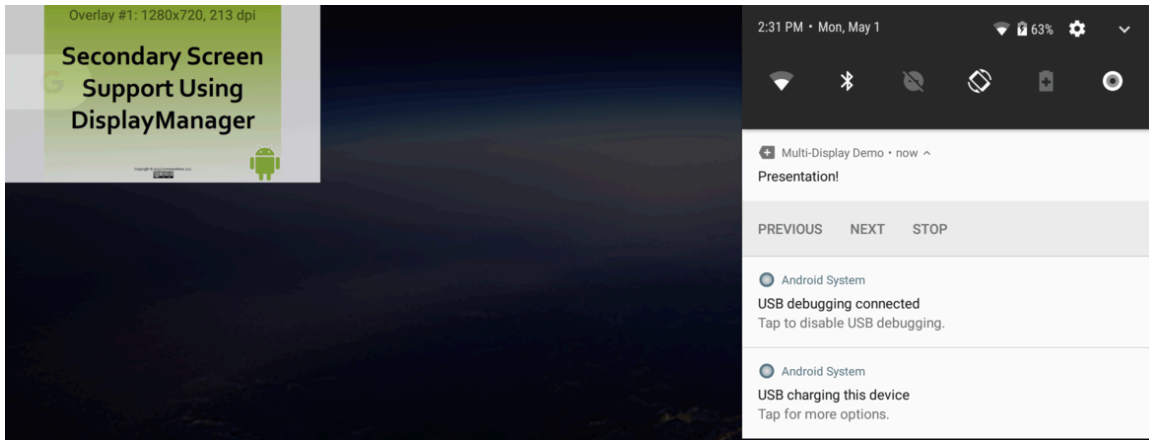 Overlay #1: 1280x720, 213 dpi
Secondary Screen
Support Using
DisplayManager
G
2:31 PM • Mon, May 1
63%
Multi-Display Demo • now
Presentation!
PREVIOUS NEXT STOP
Android System
USB debugging connected
Tap to disable USB debugging.
Android System
USB charging this device
Tap for more options.